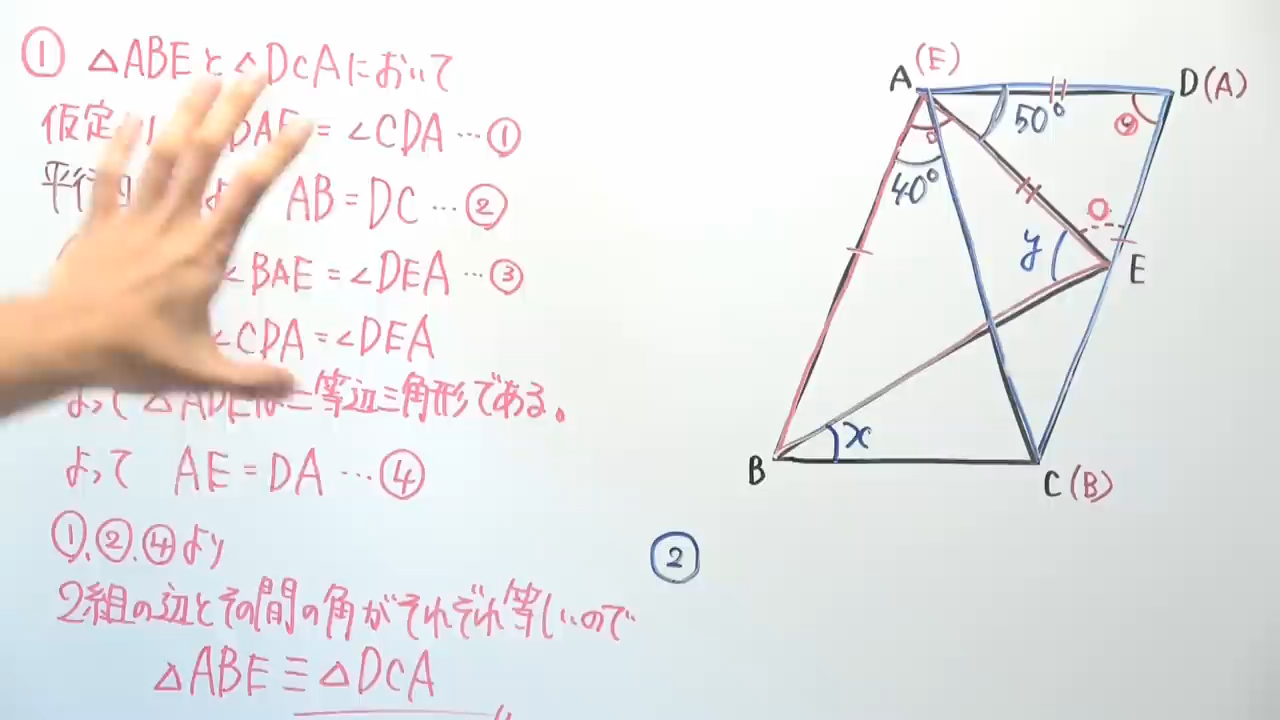 ① △ABEと△DCAにおいて
仮定 BAE = ∠CDA …①
平行 より AB = DC …②
∠BAE = ∠DEA …③
∠CDA = ∠DEA
よって △ADEは二等辺三角形である。
よって AE = DA …④
①,②,④より
2組の辺とその間の角がそれぞれ等しいので
△ABE ≡ △DCA
A (E)
D (A)
50°
40°
y
E
B
x
C (B)
②